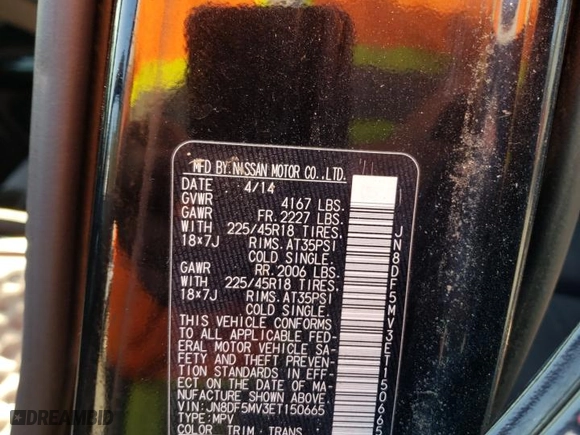 MFD BY NISSAN MOTOR CO.,LTD.
DATE 4/14
GVWR 4167 LBS.
GAWR FR. 2227 LBS.
WITH 225/45R18 TIRES.
18×7J RIMS. AT35PSI
COLD SINGLE.
GAWR RR. 2006 LBS.
WITH 225/45R18 TIRES.
18×7J RIMS. AT35PSI
COLD SINGLE.
THIS VEHICLE CONFORMS
TO ALL APPLICABLE FED-
ERAL MOTOR VEHICLE SA-
FETY AND THEFT PREVEN-
TION STANDARDS IN EFF-
ECT ON THE DATE OF MA-
NUFACTURE SHOWN ABOVE.
VIN:JN8DF5MV3ET150665
TYPE: MPV
COLOR TRIM TRANS
JN8DF5MV3ET150665
DREAMBID